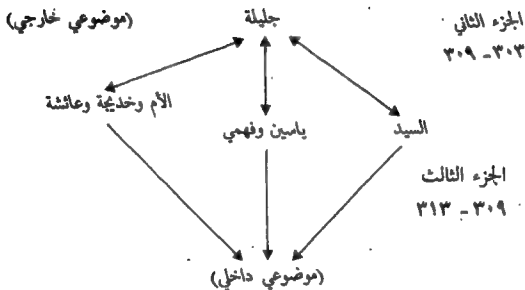 الجزء الثاني
٣٠٣ - ٣٠٩
جليلة
(موضوعي خارجي)
السيد
ياسين وفهمي
الأم وخديجة وعائشة
الجزء الثالث
٣٠٩ - ٣١٣
(موضوعي داخلي)